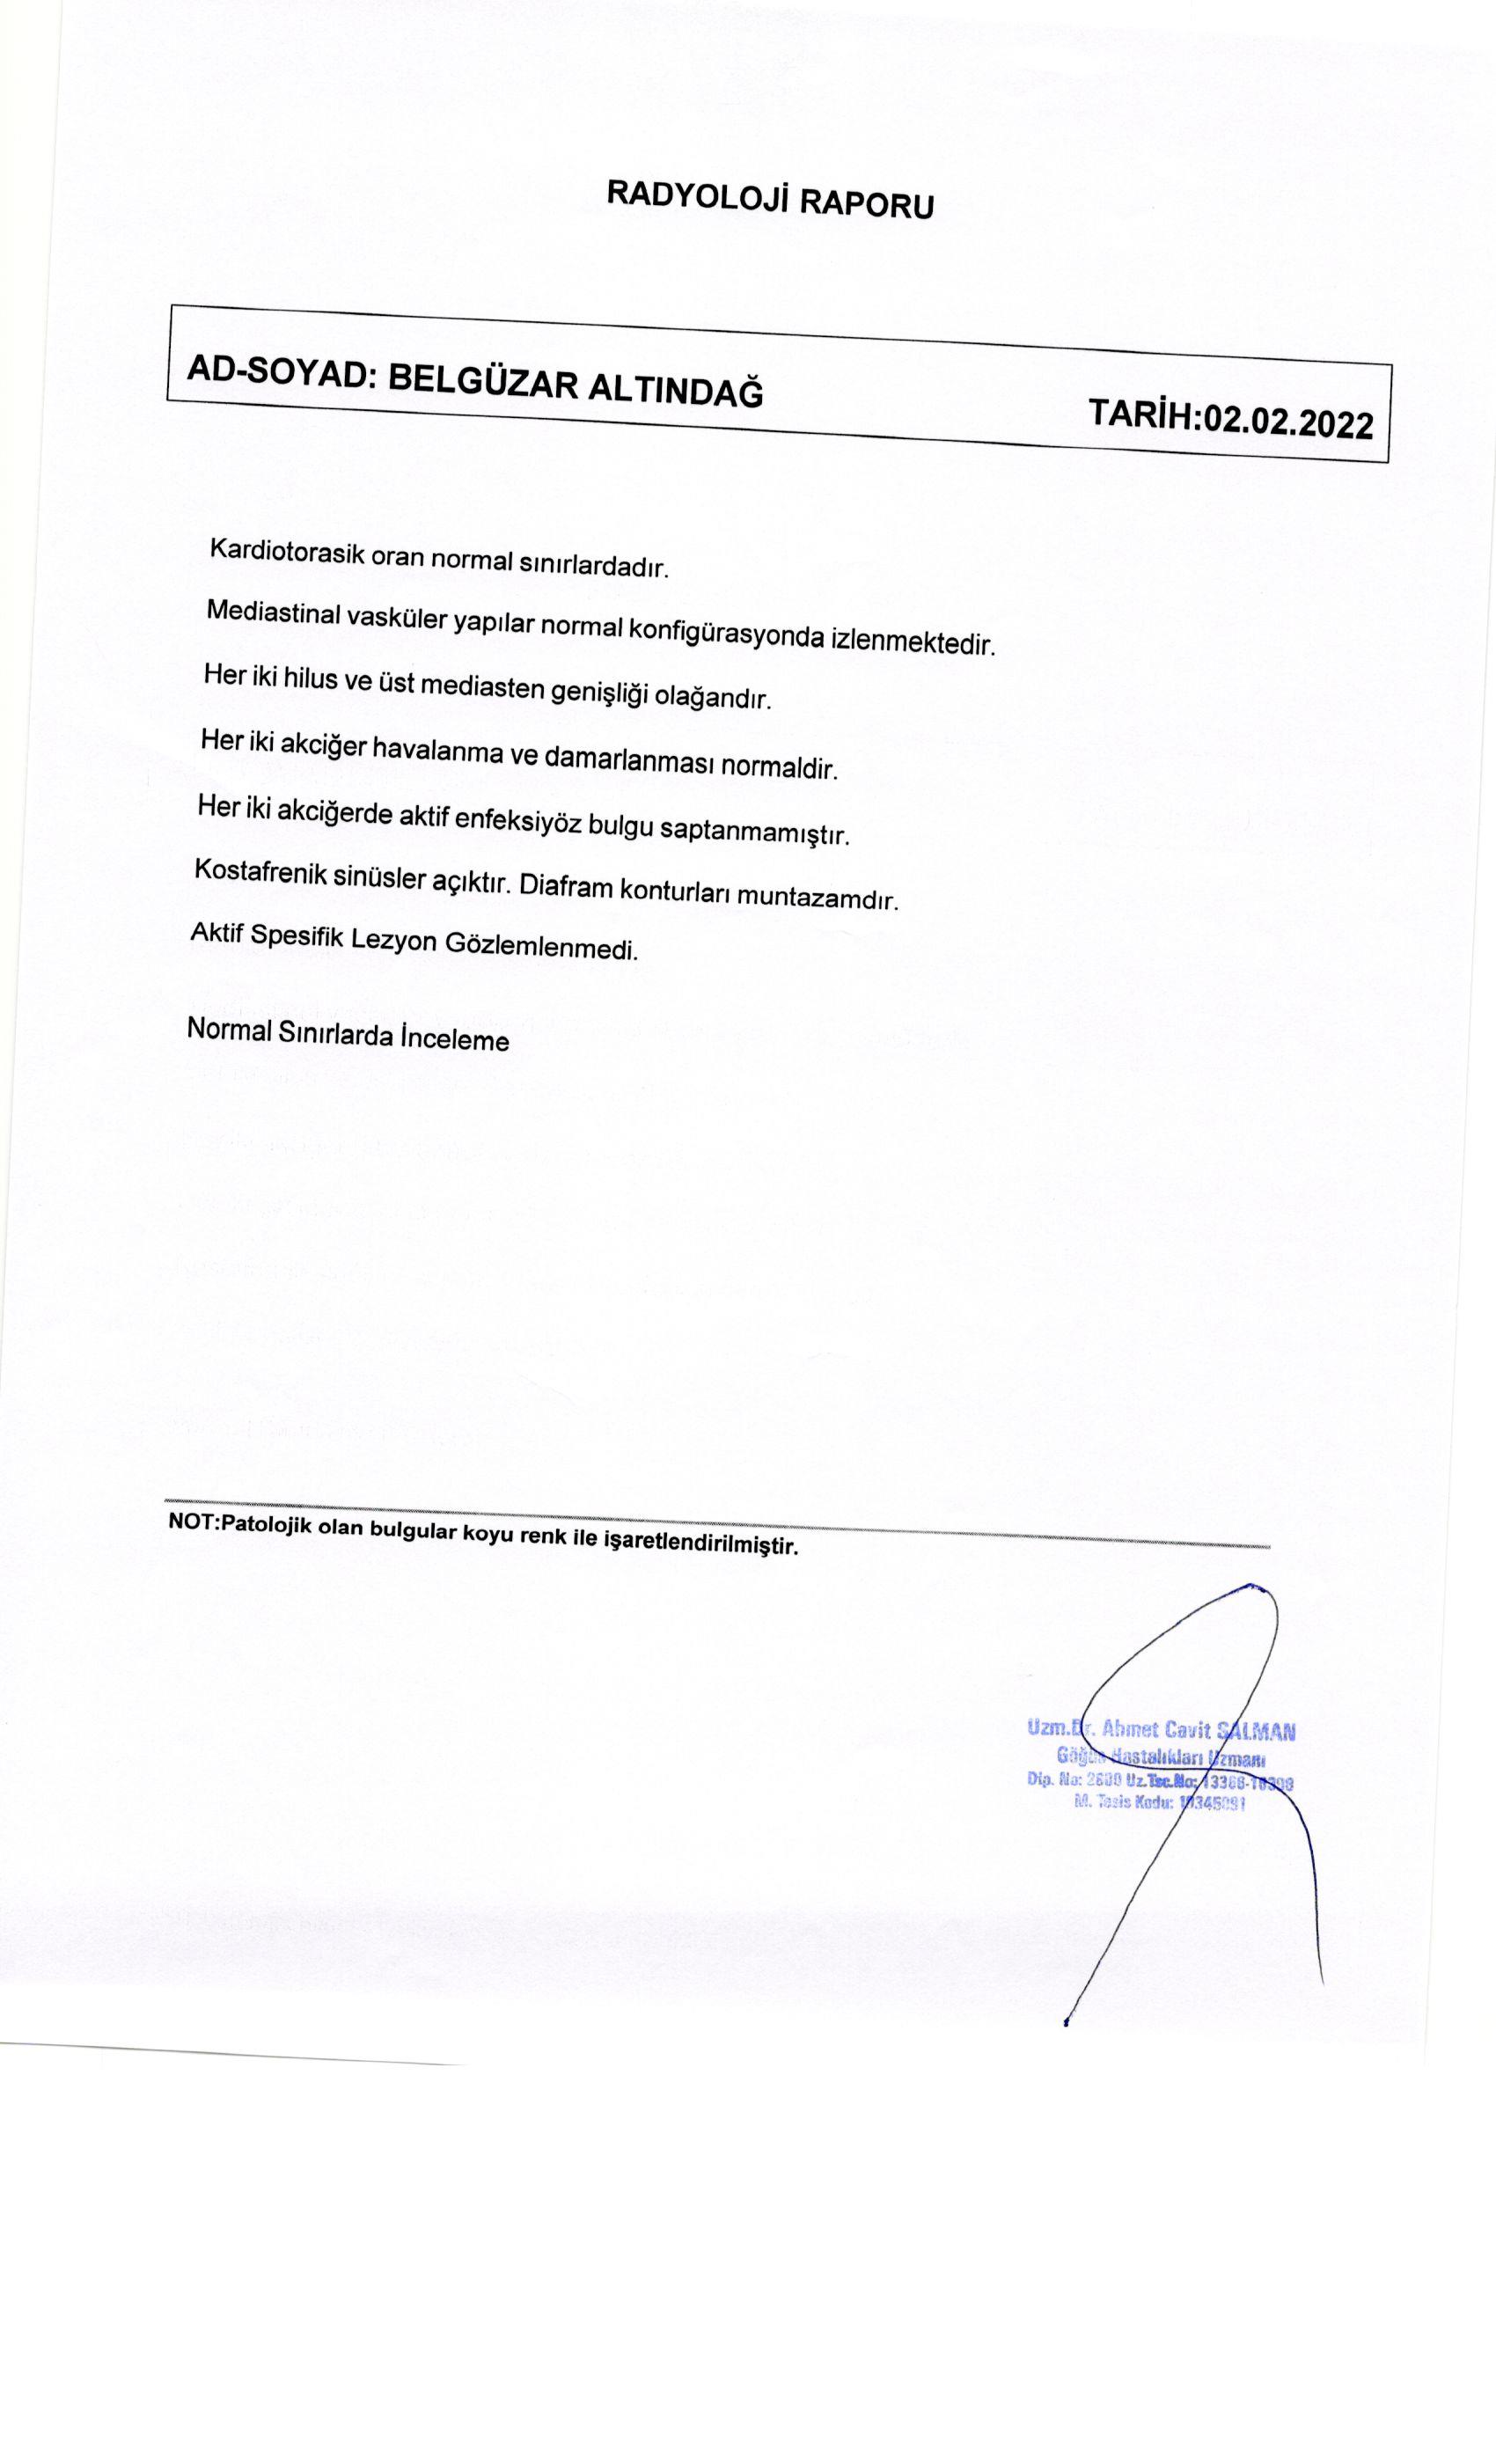 RADYOLOJİ RAPORU
AD-SOYAD: BELGÜZAR ALTINDAĞ TARİH:02.02.2022
Kardiotorasik oran normal sınırlardadır.
Mediastinal vasküler yapılar normal konfigürasyonda izlenmektedir.
Her iki hilus ve üst mediasten genişliği olağandır.
Her iki akciğer havalanma ve damarlanması normaldir.
Her iki akciğerde aktif enfeksiyöz bulgu saptanmamıştır.
Kostafrenik sinüsler açıktır. Diafram konturları muntazamdır.
Aktif Spesifik Lezyon Gözlemlenmedi.
Normal Sınırlarda İnceleme
NOT:Patolojik olan bulgular koyu renk ile işaretlendirilmiştir.
Uzm.Dr. Ahmet Cavit SALMAN
Göğüs Hastalıkları Uzmanı
Dip. No: Uz.Tsc.No:
M. Tesis Kodu: